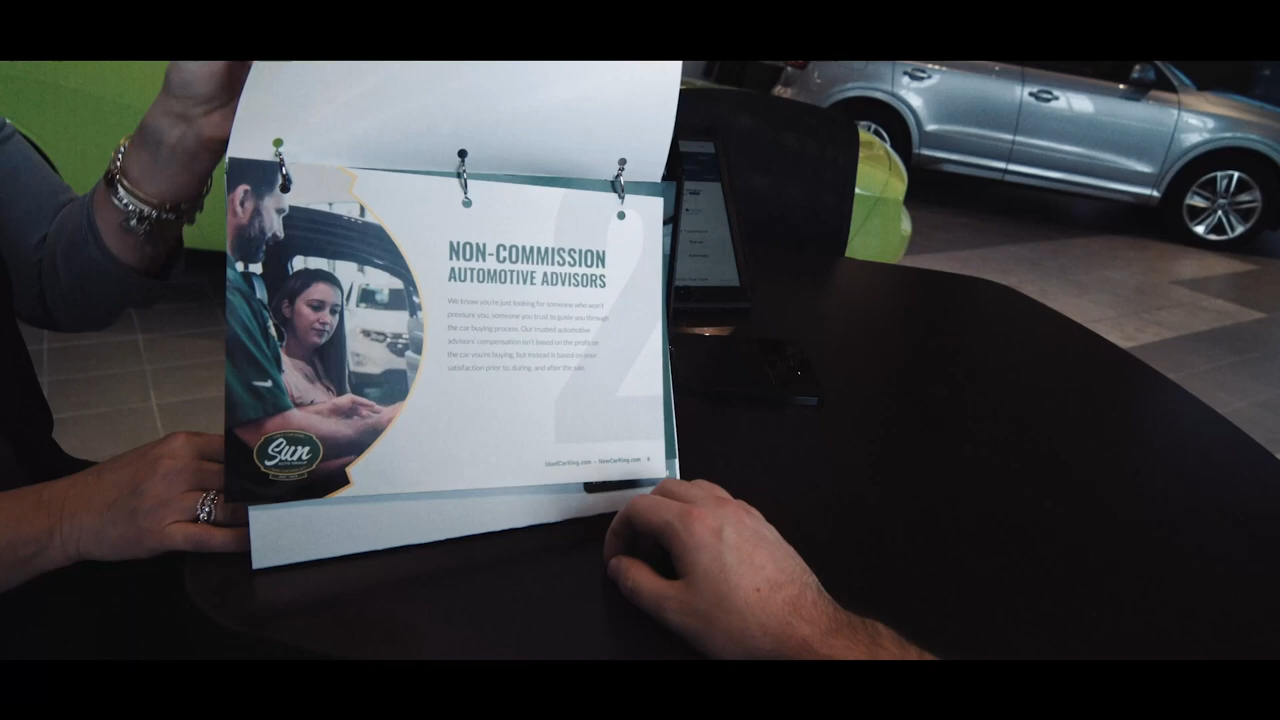 NON-COMMISSION
AUTOMOTIVE ADVISORS
We know you're just looking for someone who won't
pressure you, someone you trust to guide you through
the car buying process. Our trusted automotive
advisors' compensation isn't based on the profit on
the car you're buying, but instead is based on your
satisfaction prior to, during, and after the sale.
2
Sun
AUTO GROUP
UsedCarKing.com – NewCarKing.com